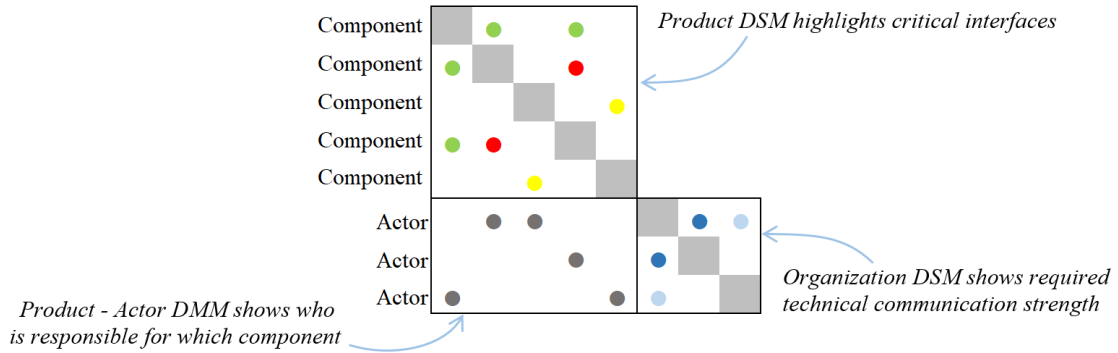 Component
Product DSM highlights critical interfaces
Component
Component
Component
Component
Actor
Actor
Organization DSM shows required
technical communication strength
Actor
Product - Actor DMM shows who
is responsible for which component